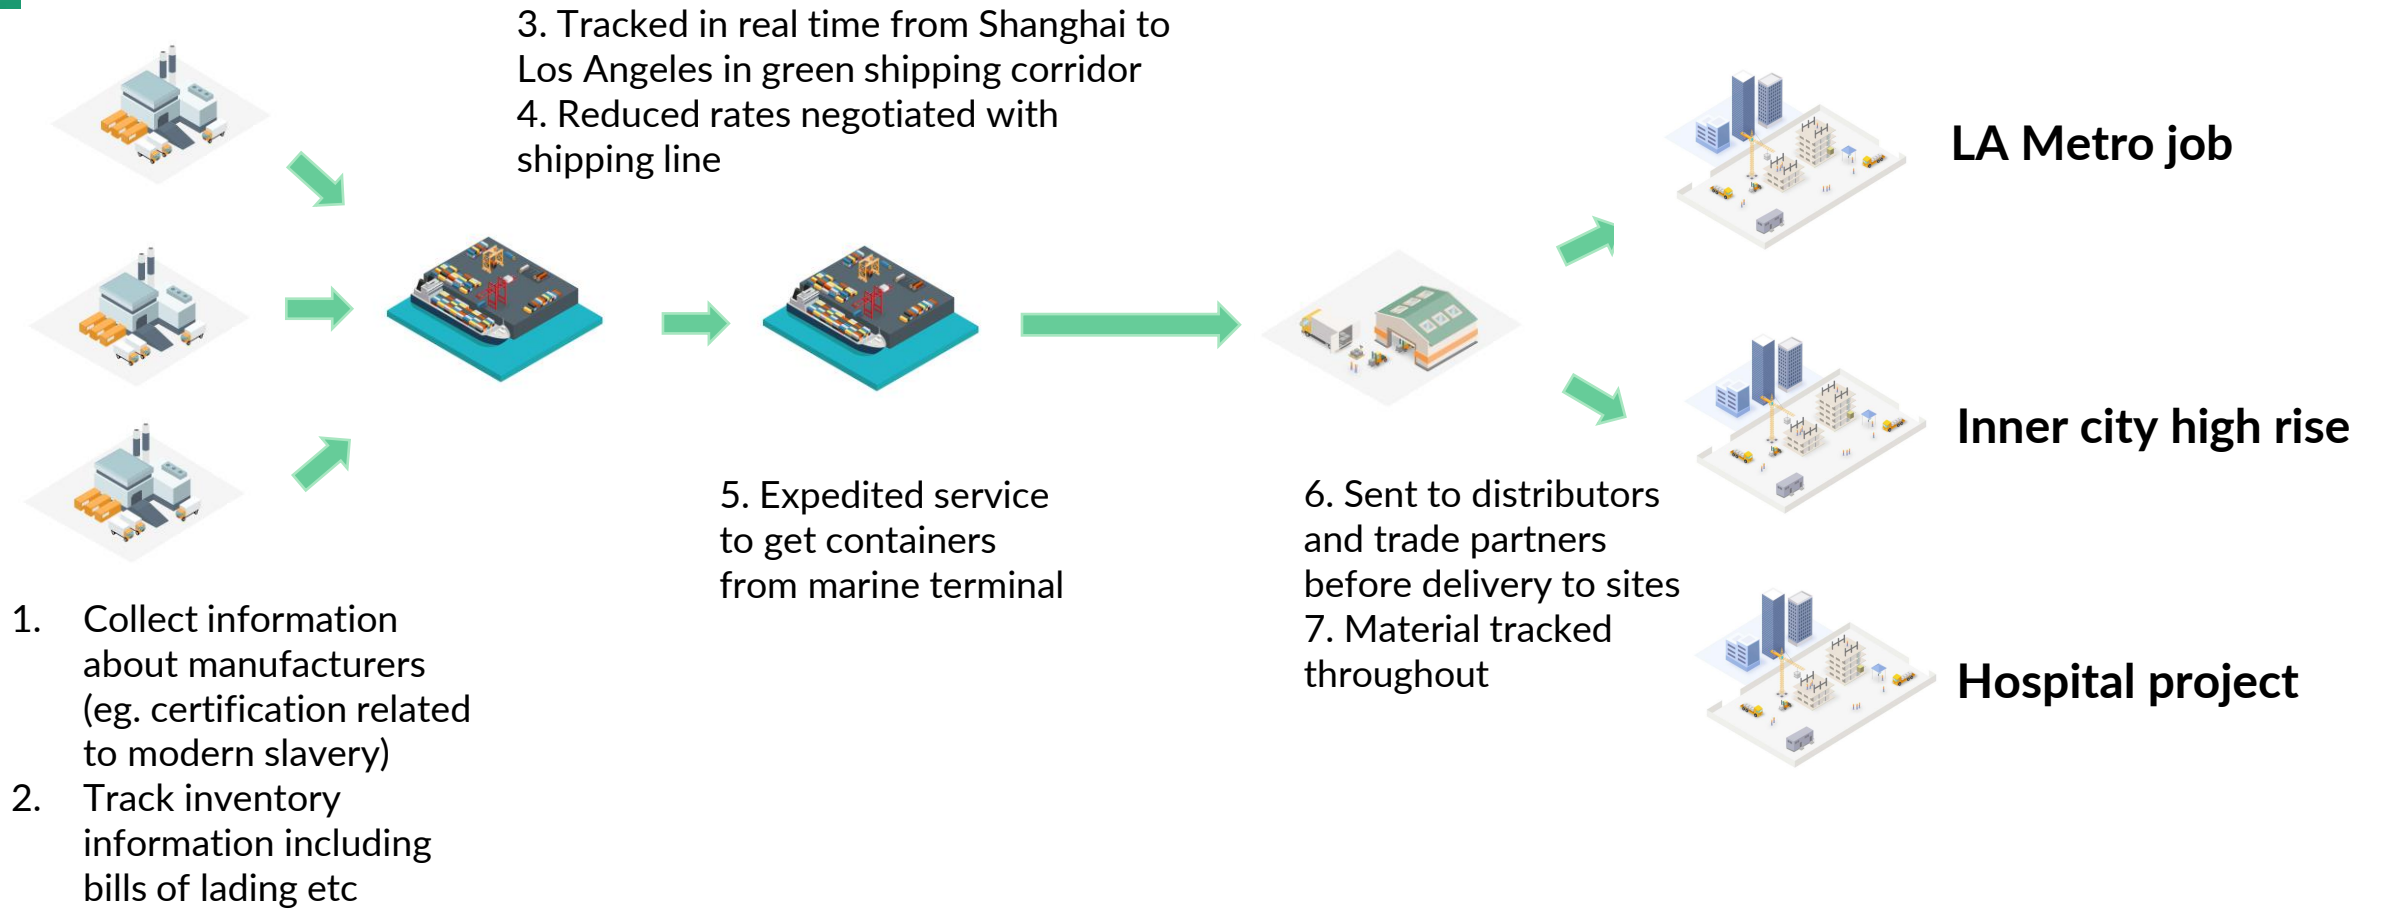 3. Tracked in real time from Shanghai to
Los Angeles in green shipping corridor
4. Reduced rates negotiated with
shipping line
LA Metro job
Inner city high rise
5. Expedited service
to get containers
from marine terminal
6. Sent to distributors
and trade partners
before delivery to sites
7. Material tracked
throughout
Hospital project
1. Collect information
about manufacturers
(eg. certification related
to modern slavery)
2. Track inventory
information including
bills of lading etc